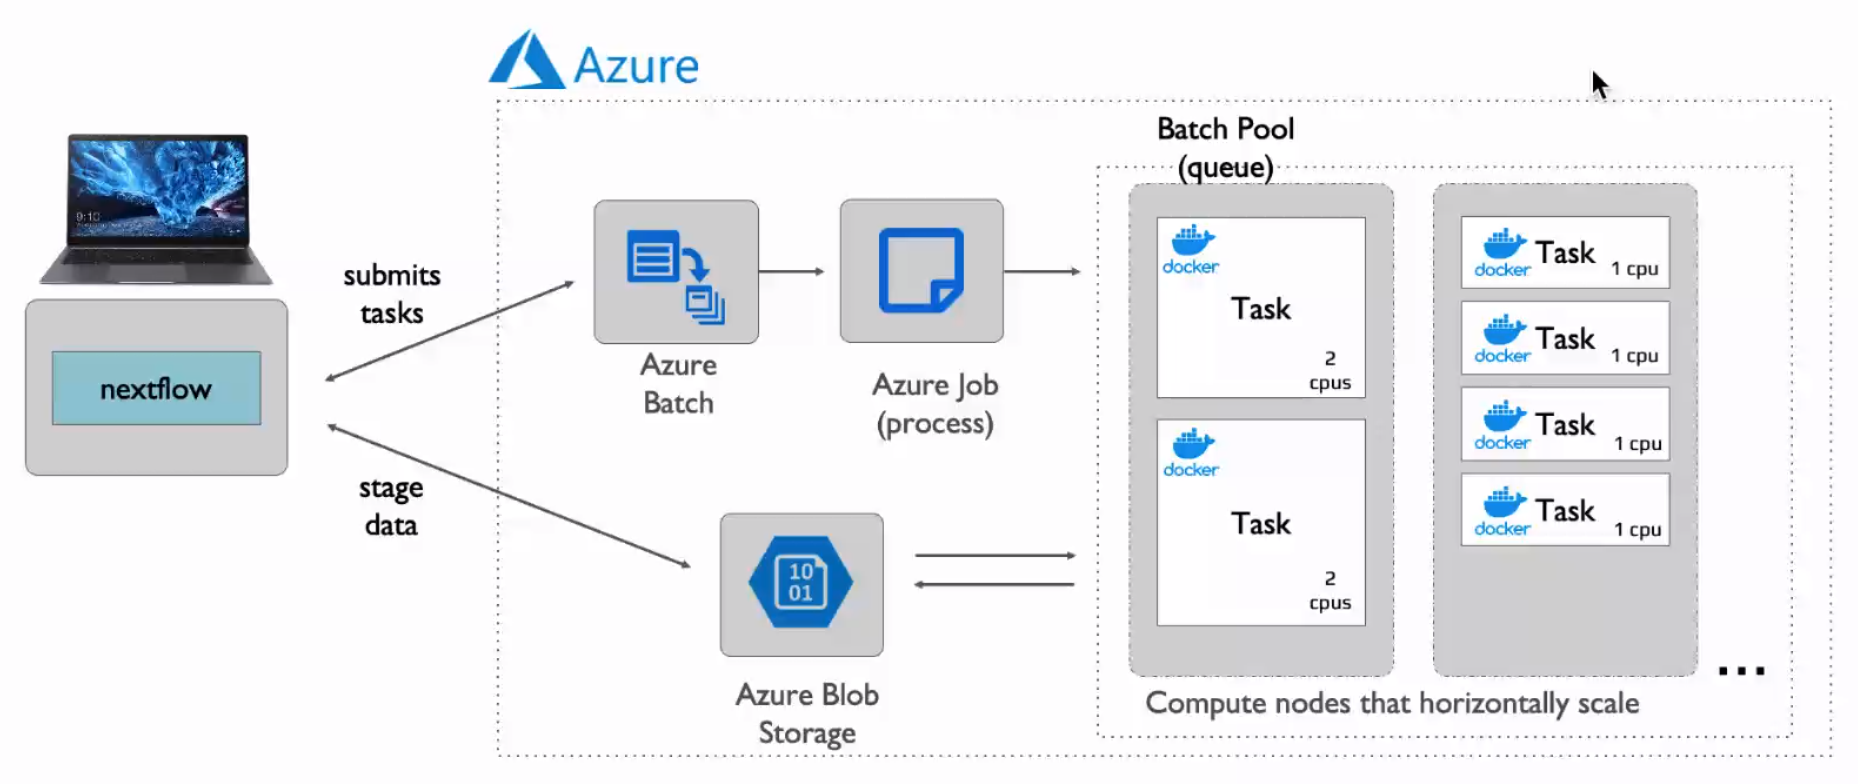 Azure
Batch Pool
(queue)
9:10
submits
tasks
nextflow
stage
data
Azure
Batch
Azure Job
(process)
10
01
Azure Blob
Storage
docker
Task
2
cpus
docker
Task
2
cpus
docker Task 1 cpu
docker Task 1 cpu
docker Task 1 cpu
docker Task 1 cpu
...
Compute nodes that horizontally scale